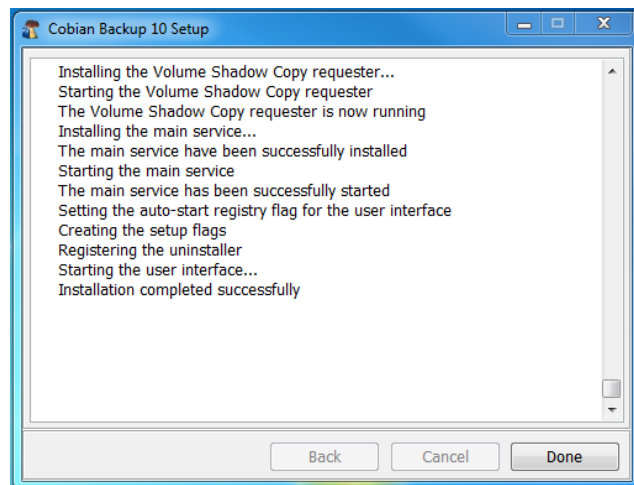 Cobian Backup 10 Setup
Installing the Volume Shadow Copy requester...
Starting the Volume Shadow Copy requester
The Volume Shadow Copy requester is now running
Installing the main service...
The main service have been successfully installed
Starting the main service
The main service has been successfully started
Setting the auto-start registry flag for the user interface
Creating the setup flags
Registering the uninstaller
Starting the user interface...
Installation completed successfully
Back Cancel Done